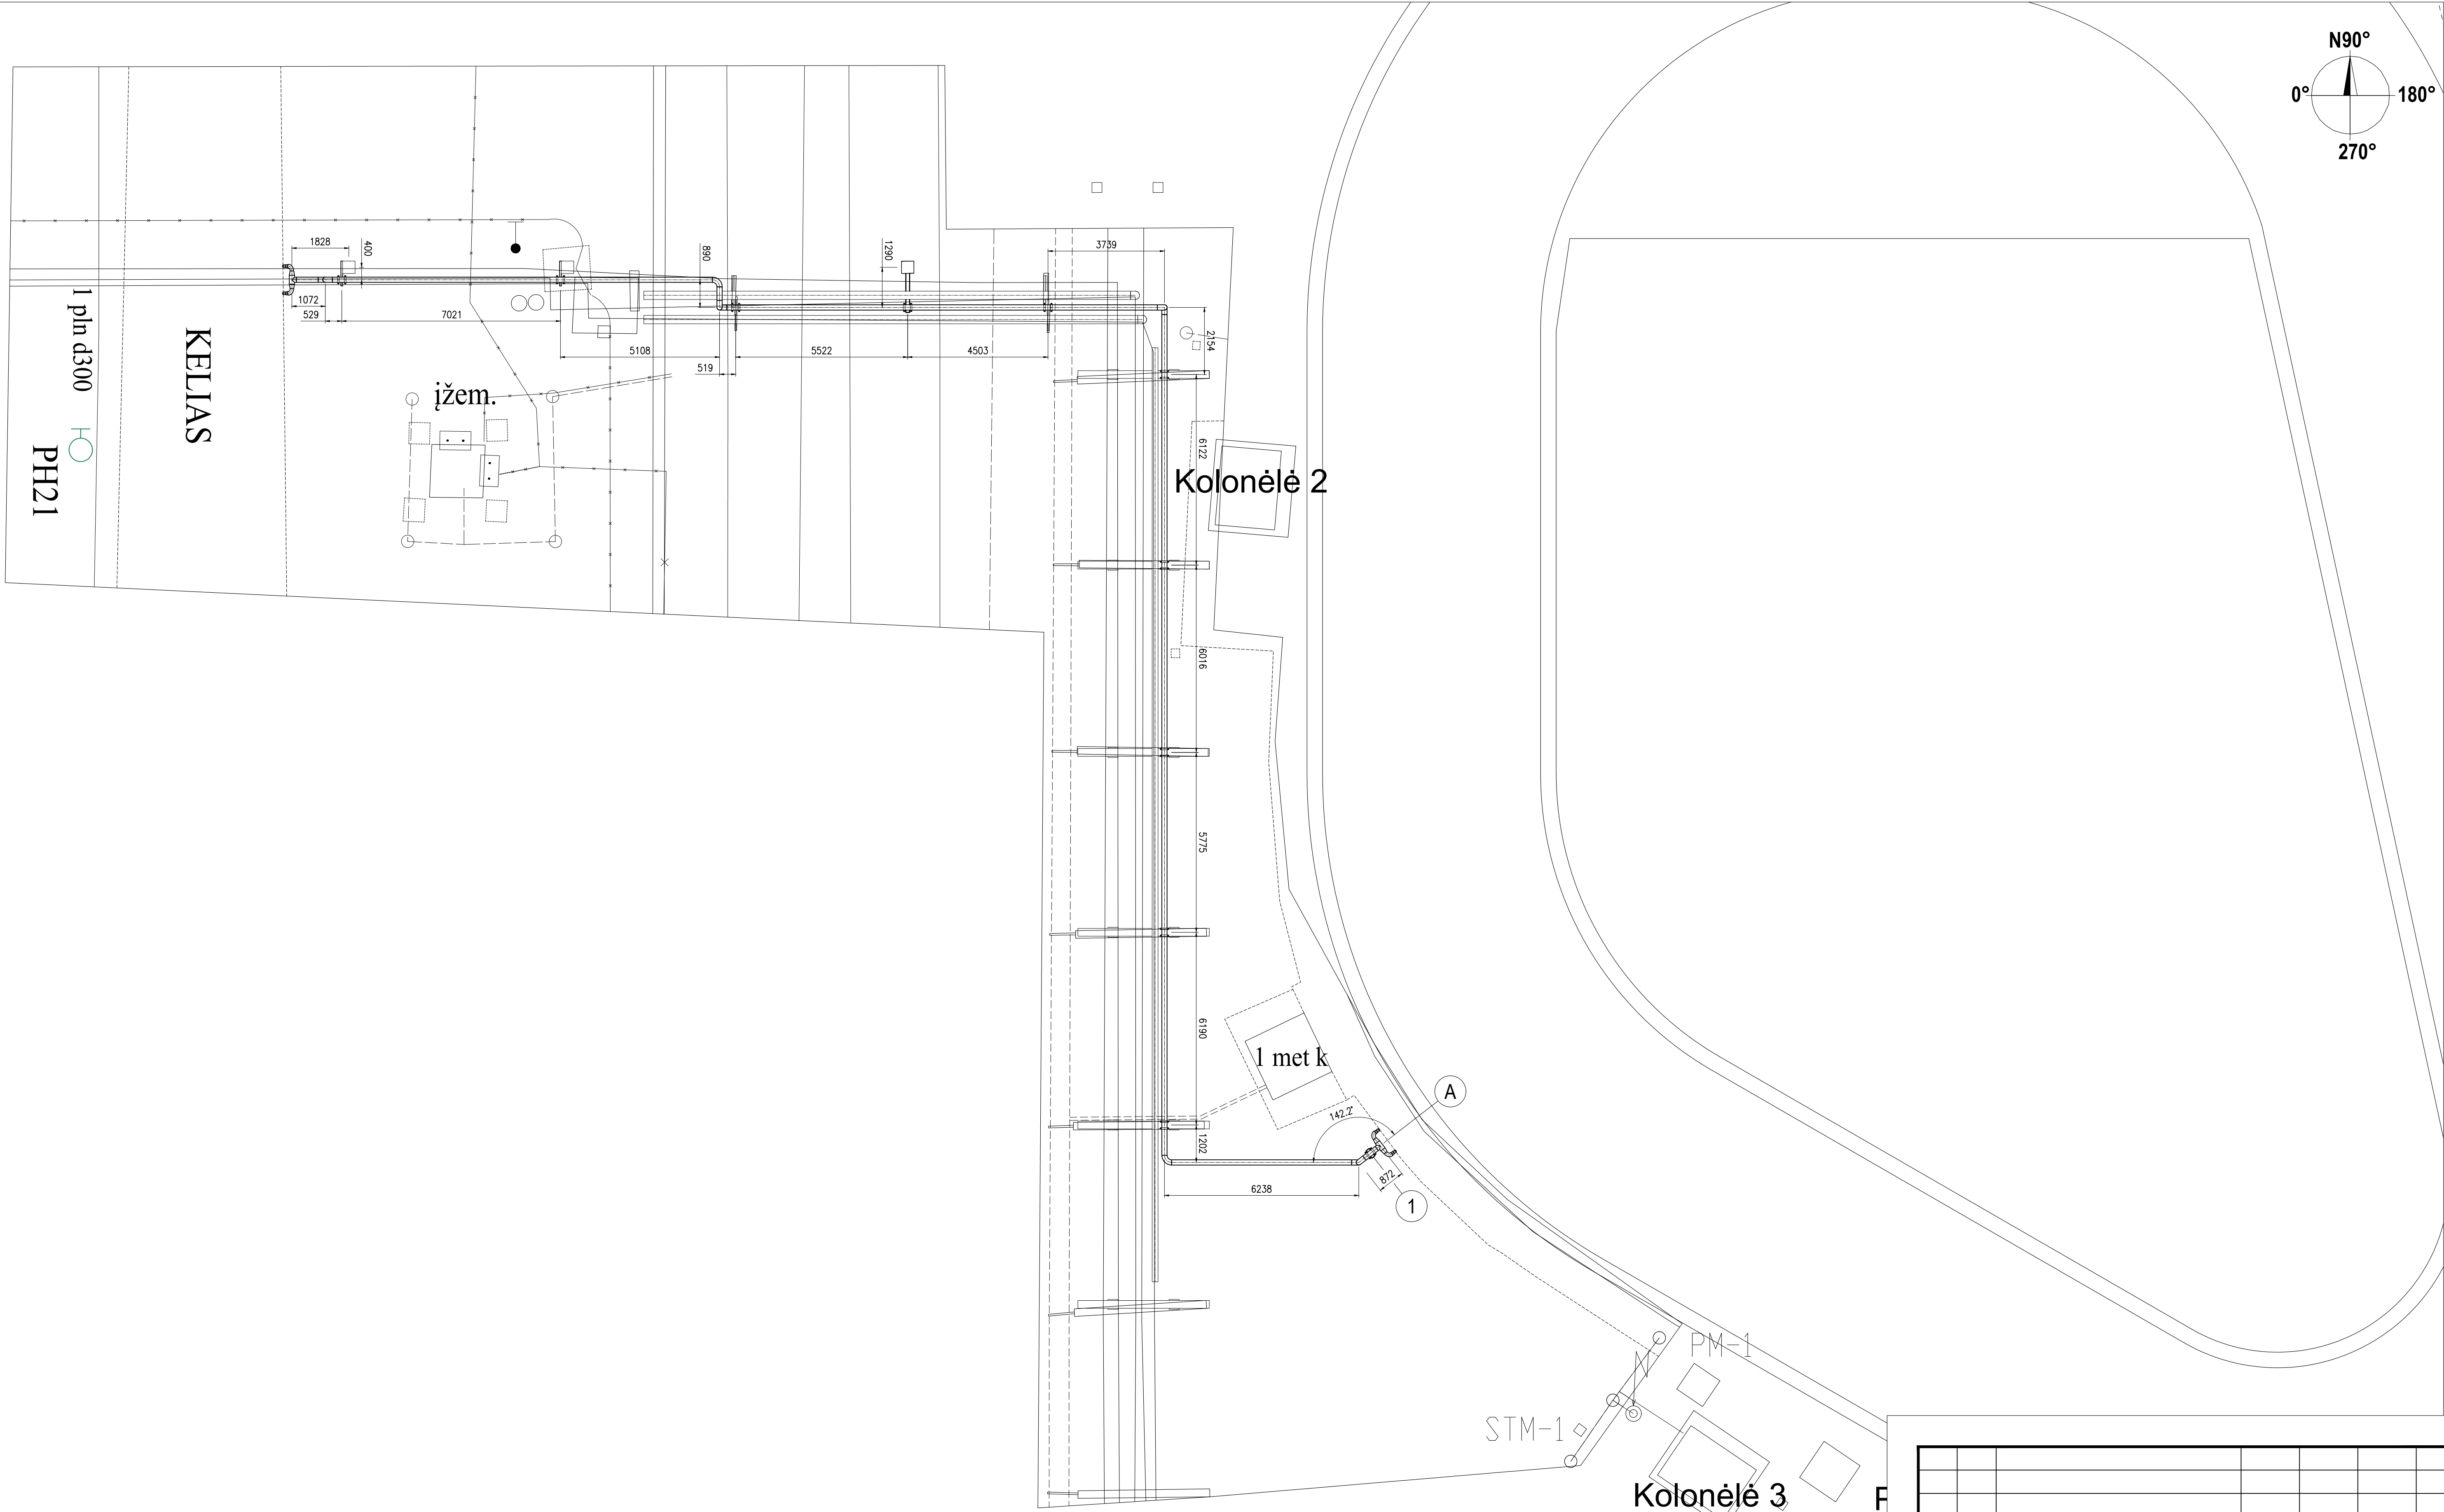 N90°
0°
180°
270°
1828
400
890
1290
3739
1072
529
7021
2154
5108
5522
4503
519
1 pln d300
KELIAS
įžem.
PH21
6122
Kolonėlė 2
6016
5775
6190
1 met k
A
142.2°
1202
872
6238
1
PM-1
N
STM-1
Kolonėlė 3